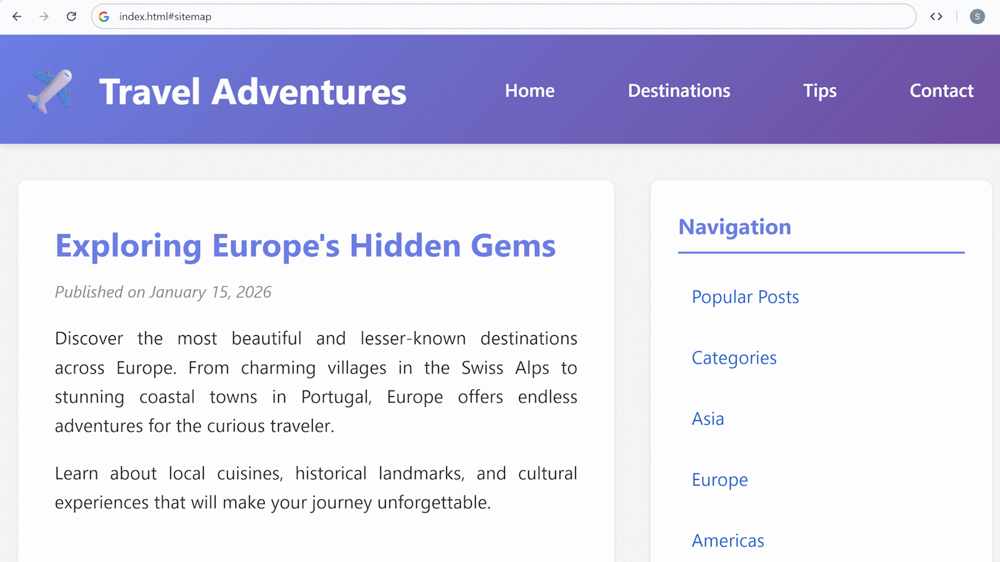 index.html#sitemap
S
Travel Adventures
Home
Destinations
Tips
Contact
Exploring Europe's Hidden Gems
Published on January 15, 2026
Discover the most beautiful and lesser-known destinations
across Europe. From charming villages in the Swiss Alps to
stunning coastal towns in Portugal, Europe offers endless
adventures for the curious traveler.
Learn about local cuisines, historical landmarks, and cultural
experiences that will make your journey unforgettable.
Navigation
Popular Posts
Categories
Asia
Europe
Americas